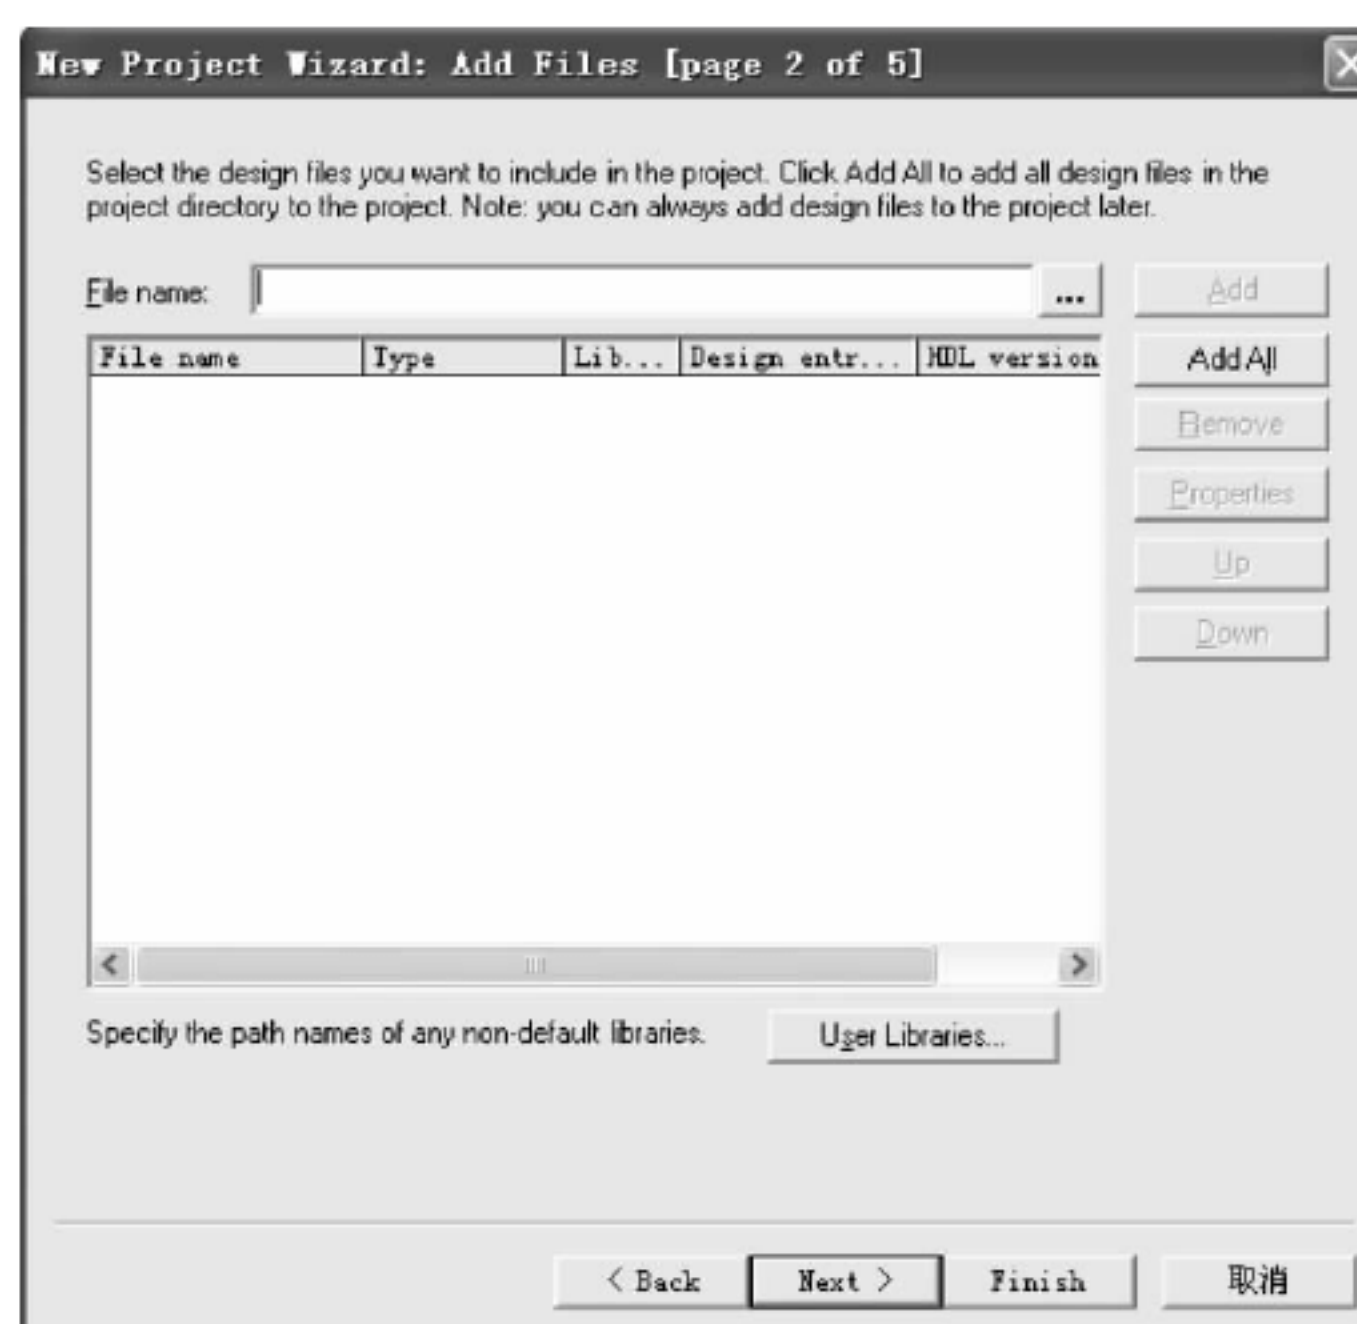 New Project Wizard: Add Files [page 2 of 5]
Select the design files you want to include in the project. Click Add All to add all design files in the
project directory to the project. Note: you can always add design files to the project later.
File name: ... Add
File name Type Lib... Design entr... HDL version Add All
Remove
Properties
Up
Down
Specify the path names of any non-default libraries. User Libraries...
< Back Next > Finish 取消